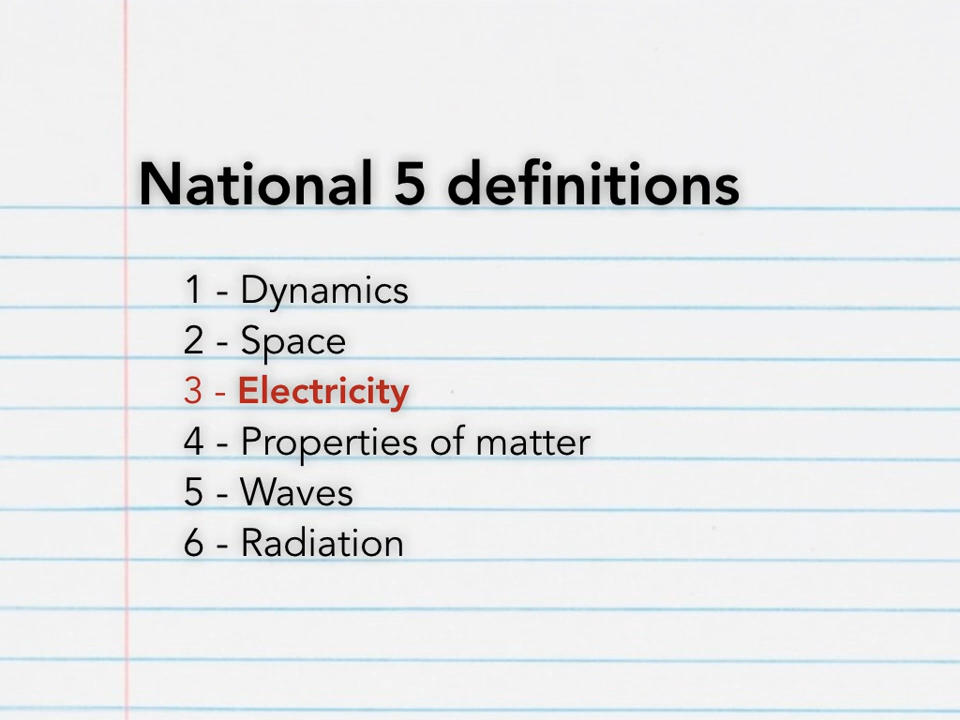 National 5 definitions
1 - Dynamics
2 - Space
3 - Electricity
4 - Properties of matter
5 - Waves
6 - Radiation